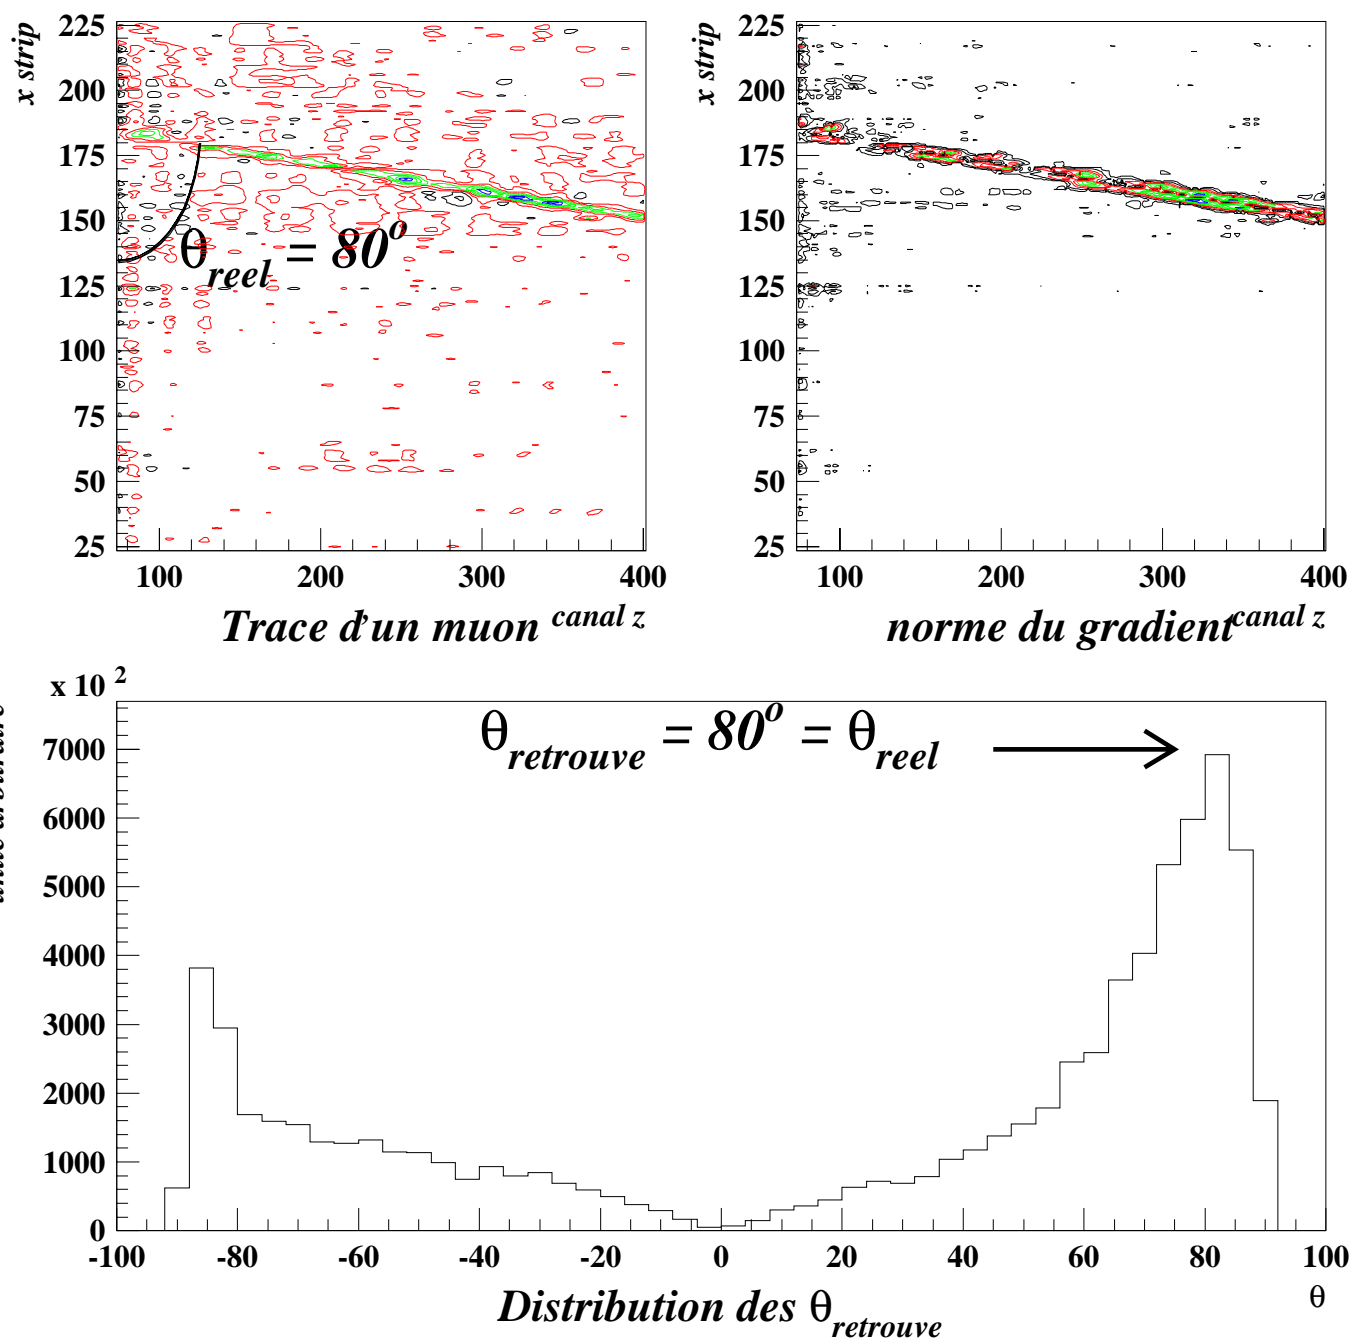 x strip
225
200
175
150
125
100
75
50
25
θreel = 80o
100 200 300 400
canal z
Trace d'un muon
x strip
225
200
175
150
125
100
75
50
25
100 200 300 400
canal z
norme du gradient
x 10 2
7000
6000
5000
4000
3000
2000
1000
0
θretrouve = 80o = θreel
-100 -80 -60 -40 -20 0 20 40 60 80 100
θ
Distribution des θretrouve